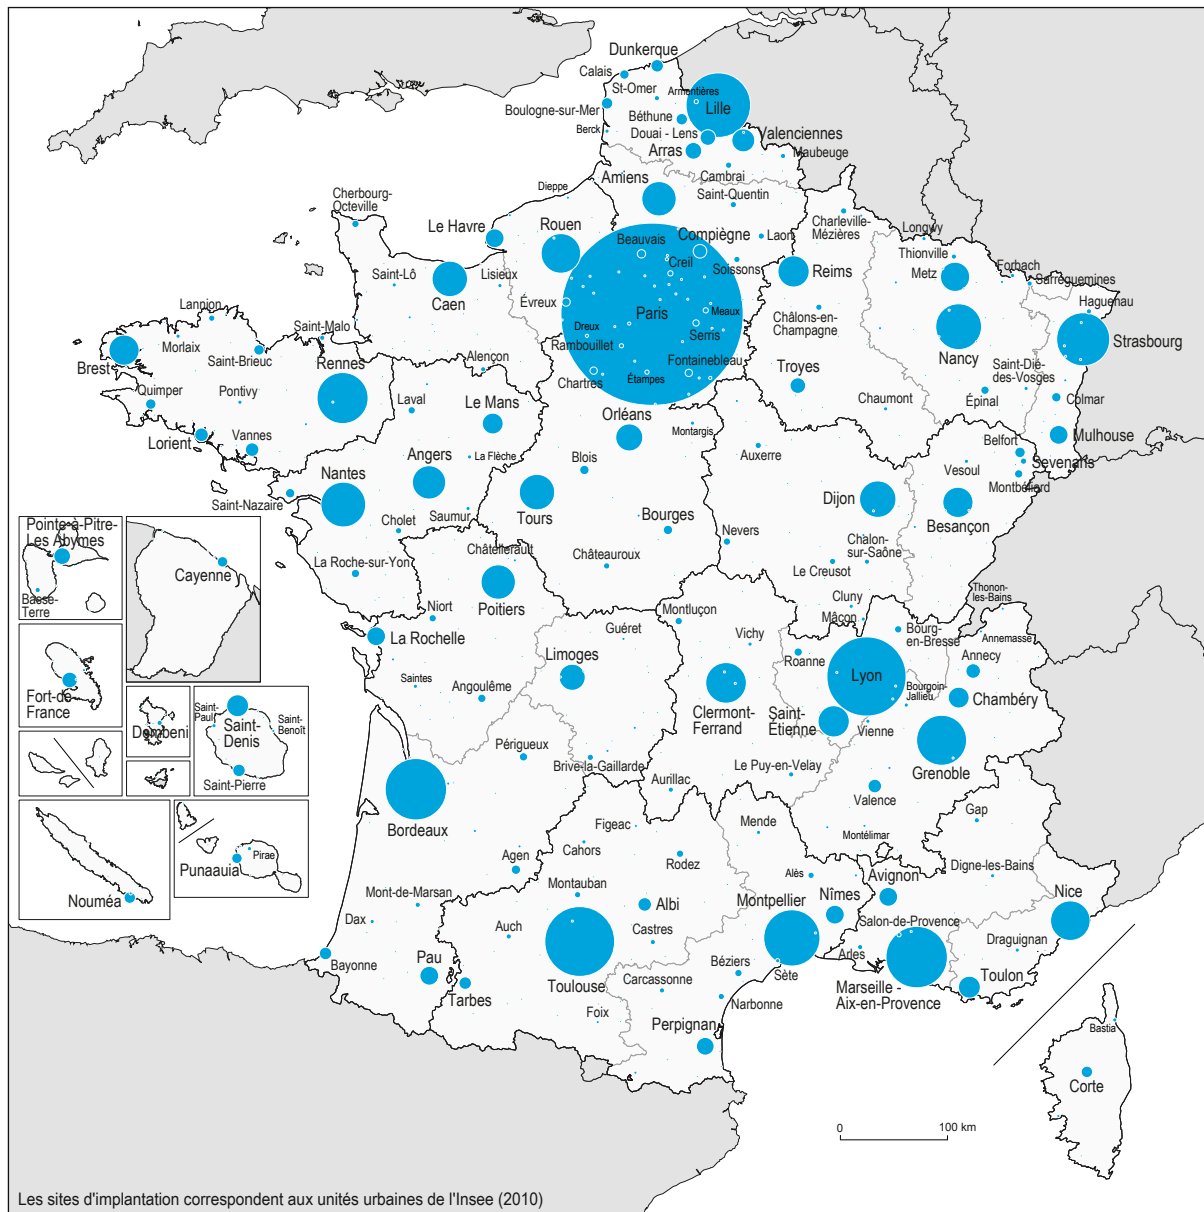 Dunkerque
Calais
St-Omer
Armentières
Lille
Boulogne-sur-Mer
Béthune
Berck
Douai - Lens
Valenciennes
Arras
Maubeuge
Cambrai
Amiens
Saint-Quentin
Dieppe
Cherbourg-
Octeville
Le Havre
Rouen
Beauvais
Compiègne
Laon
Charleville-
Mézières
Longwy
Thionville
Metz
Forbach
Sarreguemines
Haguenau
Creil
Soissons
Reims
Saint-Lô
Lisieux
Caen
Évreux
Paris
Meaux
Châlons-en-
Champagne
Strasbourg
Lannion
Saint-Malo
Dreux
Serris
Nancy
Morlaix
Saint-Brieuc
Rambouillet
Fontainebleau
Brest
Rennes
Alençon
Chartres
Étampes
Troyes
Saint-Dié-
des-Vosges
Quimper
Pontivy
Laval
Le Mans
Orléans
Montargis
Chaumont
Épinal
Colmar
Lorient
Vannes
Mulhouse
La Flèche
Blois
Auxerre
Belfort
Sevenans
Vesoul
Montbéliard
Nantes
Angers
Saint-Nazaire
Tours
Dijon
Besançon
Cholet
Saumur
Bourges
Nevers
Chalon-
sur-Saône
Pointe-à-Pitre-
Les Abymes
Cayenne
Basse-
Terre
La Roche-sur-Yon
Châtellerault
Châteauroux
Le Creusot
Poitiers
Cluny
Mâcon
Thonon-
les-Bains
Niort
Montluçon
Bourg-
en-Bresse
Annemasse
La Rochelle
Guéret
Vichy
Roanne
Annecy
Limoges
Lyon
Fort-de-
France
Saintes
Angoulême
Bourgoin-
Jallieu
Chambéry
Saint-
Paul
Saint-
Denis
Saint-
Benoît
Dembeni
Clermont-
Ferrand
Saint-
Étienne
Vienne
Saint-Pierre
Périgueux
Brive-la-Gaillarde
Le Puy-en-Velay
Grenoble
Aurillac
Valence
Bordeaux
Figeac
Mende
Montélimar
Gap
Cahors
Pirae
Punaauia
Agen
Rodez
Alès
Digne-les-Bains
Avignon
Nice
Nouméa
Mont-de-Marsan
Montauban
Albi
Montpellier
Nîmes
Salon-de-Provence
Dax
Auch
Castres
Arles
Draguignan
Bayonne
Pau
Tarbes
Toulouse
Béziers
Sète
Carcassonne
Marseille -
Aix-en-Provence
Toulon
Narbonne
Foix
Perpignan
Bastia
Corte
0 100 km
Les sites d'implantation correspondent aux unités urbaines de l'Insee (2010)